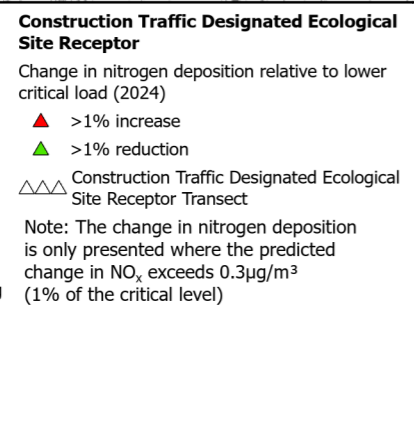 Construction Traffic Designated Ecological
Site Receptor
Change in nitrogen deposition relative to lower
critical load (2024)
>1% increase
>1% reduction
Construction Traffic Designated Ecological
Site Receptor Transect
Note: The change in nitrogen deposition
is only presented where the predicted
change in NOₓ exceeds 0.3µg/m³
(1% of the critical level)